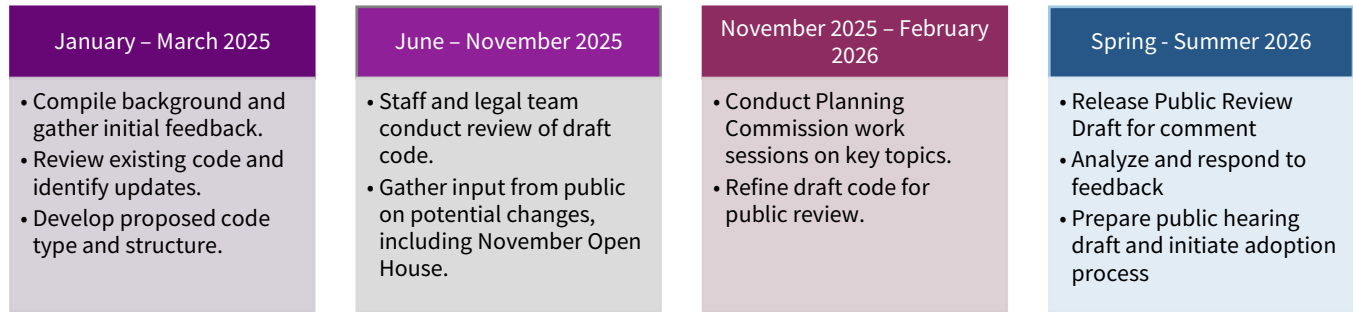 January – March 2025
• Compile background and
gather initial feedback.
• Review existing code and
identify updates.
• Develop proposed code
type and structure.
June – November 2025
• Staff and legal team
conduct review of draft
code.
• Gather input from public
on potential changes,
including November Open
House.
November 2025 – February
2026
• Conduct Planning
Commission work
sessions on key topics.
• Refine draft code for
public review.
Spring - Summer 2026
• Release Public Review
Draft for comment
• Analyze and respond to
feedback
• Prepare public hearing
draft and initiate adoption
process